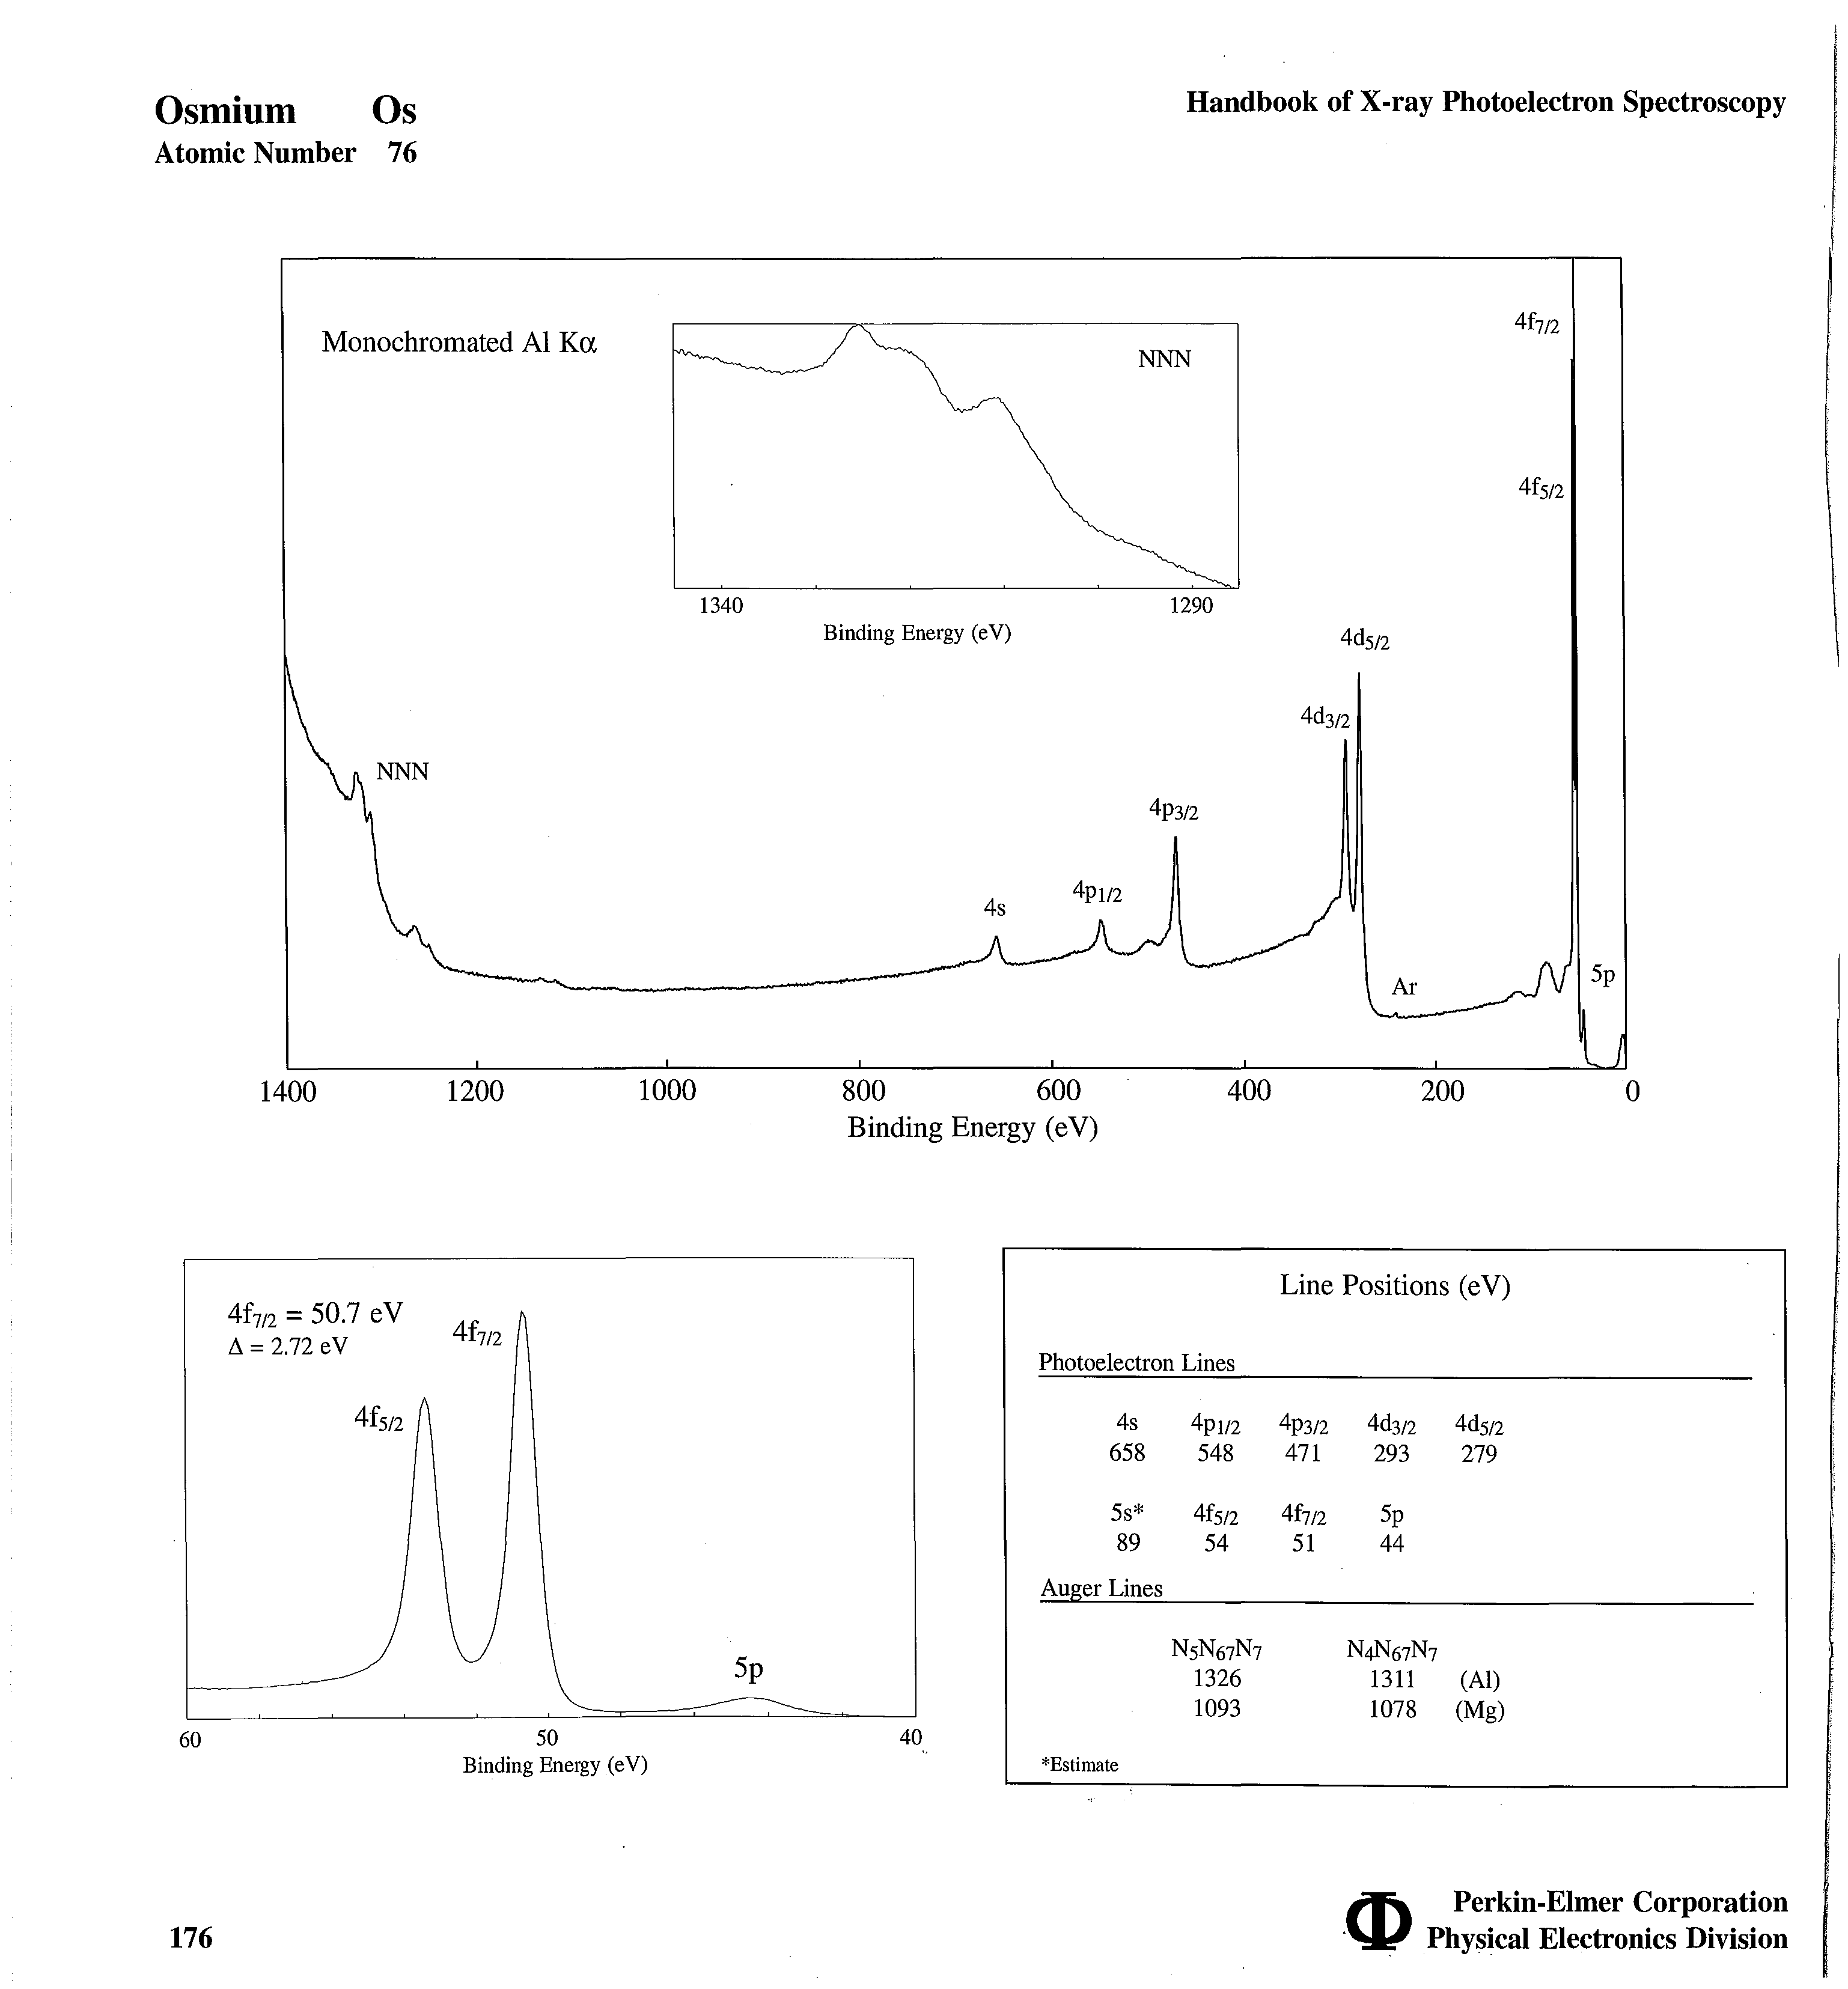 Osmium Os
Atomic Number 76
Handbook of X-ray Photoelectron Spectroscopy
Monochromated Al Kα
NNN
1340 1290
Binding Energy (eV)
4f7/2
4f5/2
4d5/2
4d3/2
NNN
4p3/2
4p1/2
4s
Ar
5p
1400 1200 1000 800 600 400 200 0
Binding Energy (eV)
4f7/2 = 50.7 eV
Δ = 2.72 eV
4f7/2
4f5/2
5p
60 50 40
Binding Energy (eV)
Line Positions (eV)
Photoelectron Lines
4s 4p1/2 4p3/2 4d3/2 4d5/2
658 548 471 293 279
5s* 4f5/2 4f7/2 5p
89 54 51 44
Auger Lines
N5N67N7 N4N67N7
1326 1311 (Al)
1093 1078 (Mg)
*Estimate
176
Perkin-Elmer Corporation
Physical Electronics Division